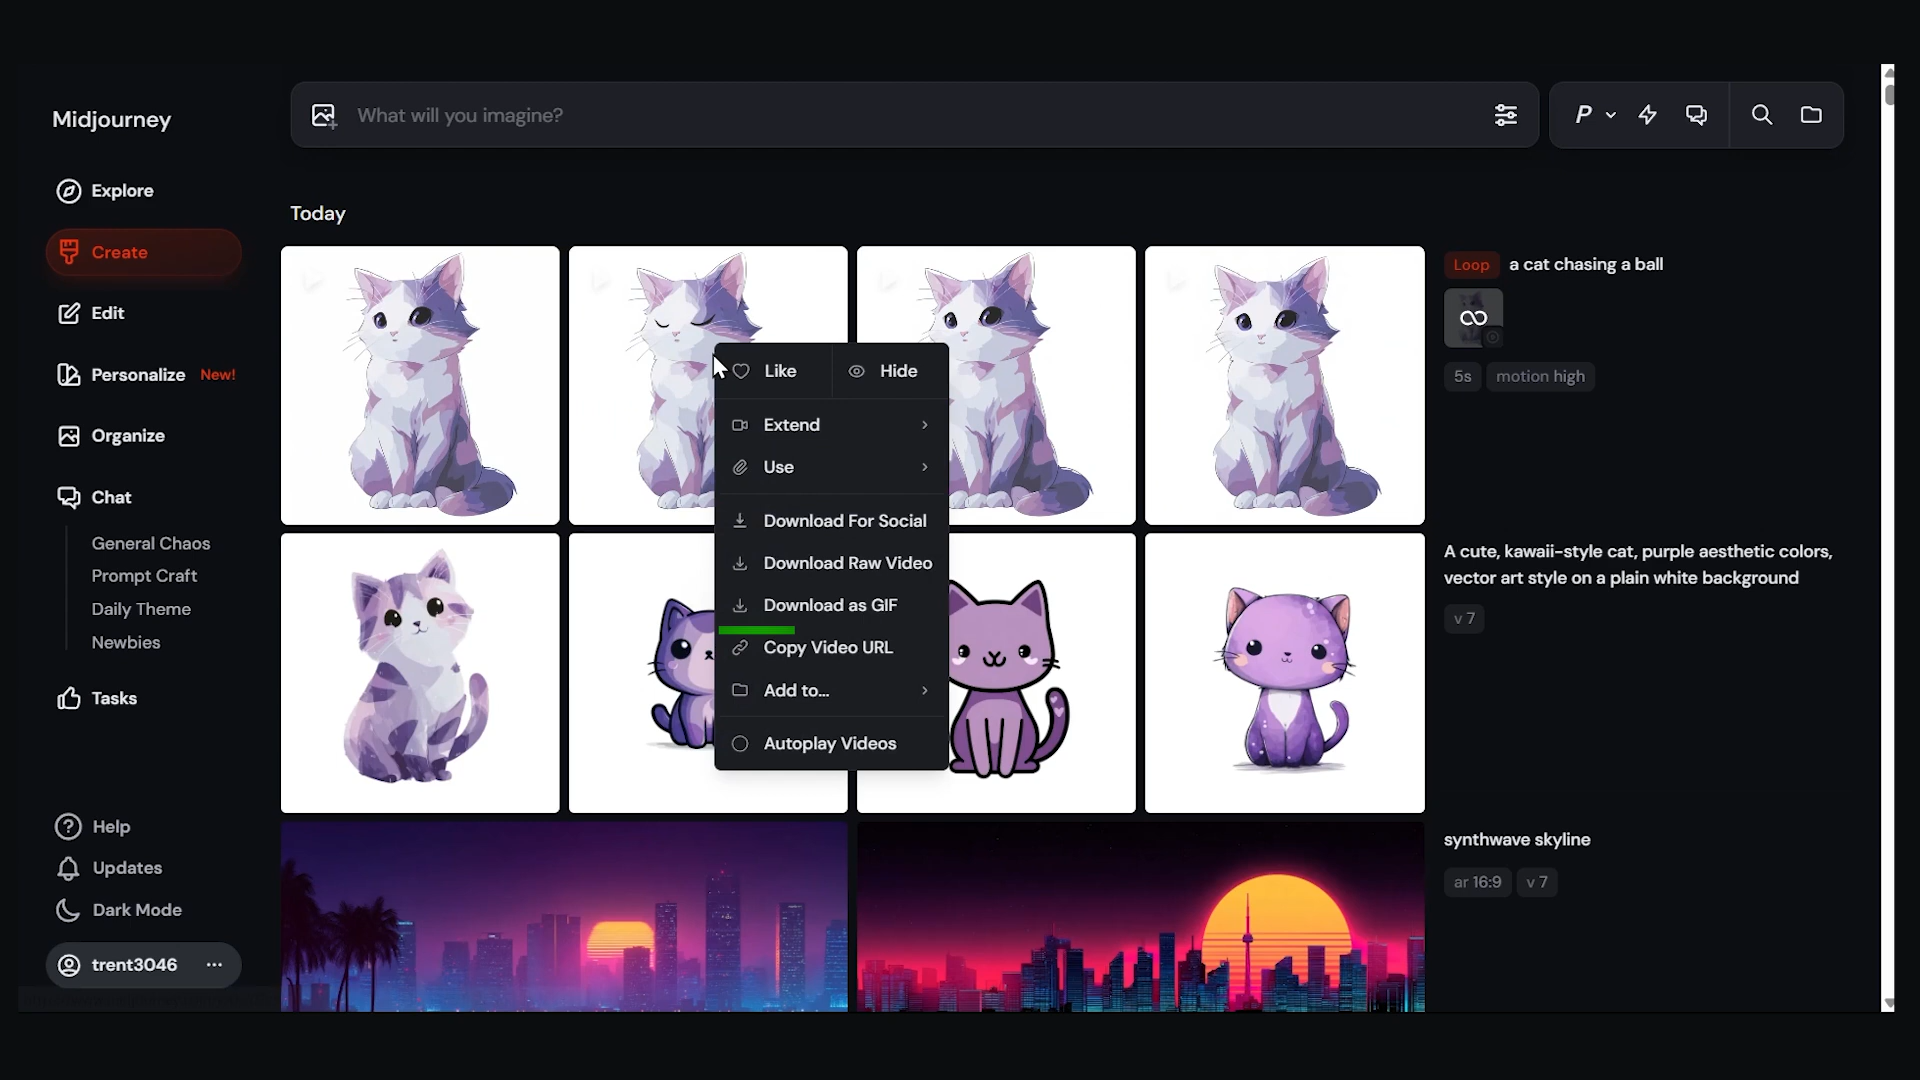 Midjourney
What will you imagine?
P
Explore
Create
Edit
Personalize New!
Organize
Chat
General Chaos
Prompt Craft
Daily Theme
Newbies
Tasks
Help
Updates
Dark Mode
trent3046
Today
Like
Hide
Extend
Use
Download For Social
Download Raw Video
Download as GIF
Copy Video URL
Add to...
Autoplay Videos
Loop a cat chasing a ball
5s motion high
A cute, kawaii-style cat, purple aesthetic colors,
vector art style on a plain white background
v 7
synthwave skyline
ar 16:9 v 7